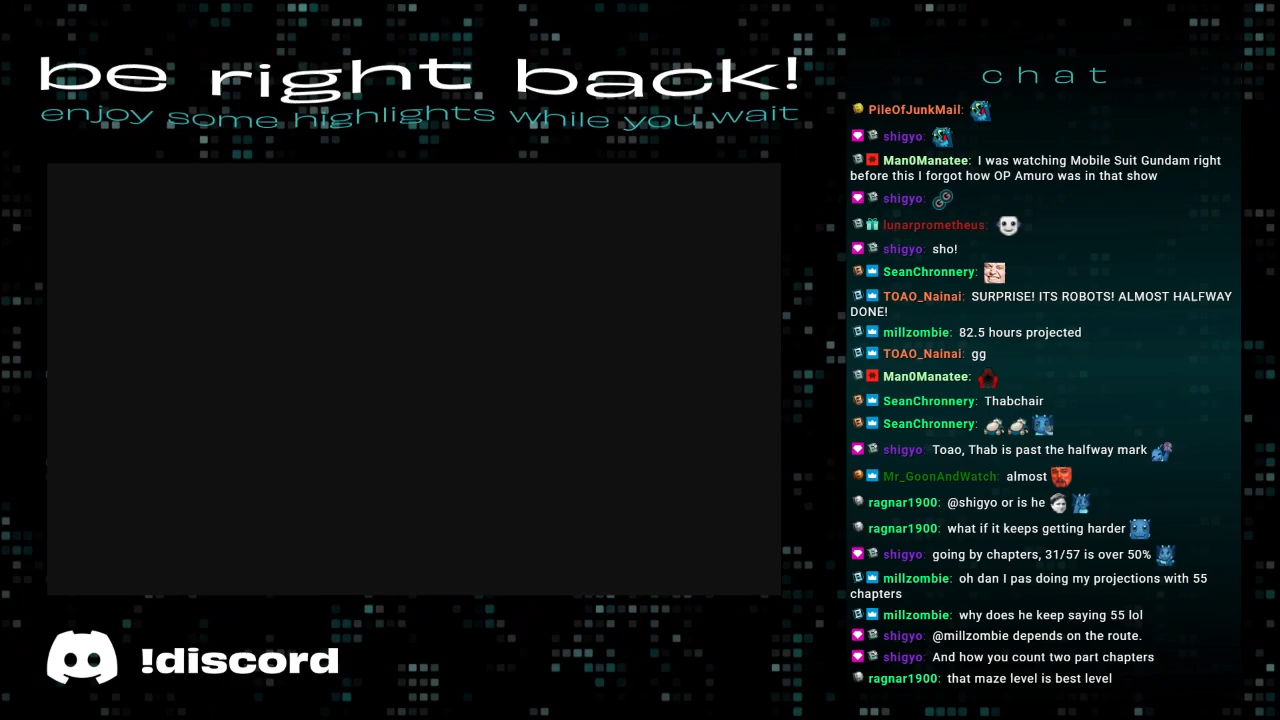 be right back!
enjoy some highlights while you wait
chat
PileOfJunkMail:
shigyo:
Man0Manatee: I was watching Mobile Suit Gundam right
before this I forgot how OP Amuro was in that show
shigyo:
lunarprometheus:
shigyo: sho!
SeanChronnery:
TOAO_Nainai: SURPRISE! ITS ROBOTS! ALMOST HALFWAY
DONE!
millzombie: 82.5 hours projected
TOAO_Nainai: gg
Man0Manatee:
SeanChronnery: Thabchair
SeanChronnery:
shigyo: Toao, Thab is past the halfway mark
Mr_GoonAndWatch: almost
ragnar1900: @shigyo or is he
ragnar1900: what if it keeps getting harder
shigyo: going by chapters, 31/57 is over 50%
millzombie: oh dan I pas doing my projections with 55
chapters
millzombie: why does he keep saying 55 lol
shigyo: @millzombie depends on the route.
shigyo: And how you count two part chapters
ragnar1900: that maze level is best level
!discord